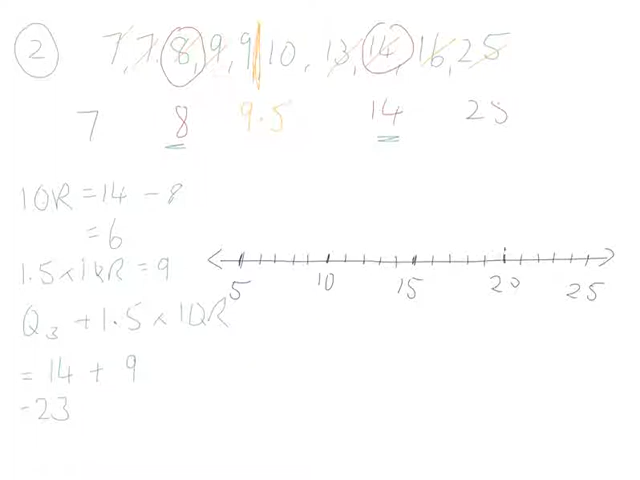 2 7, 7, 8, 9, 9 | 10, 13, 14, 16, 25
7 8 9.5 14 25
IQR = 14 - 8
= 6
1.5 × IQR = 9
Q3 + 1.5 × IQR
= 14 + 9
- 23
5 10 15 20 25